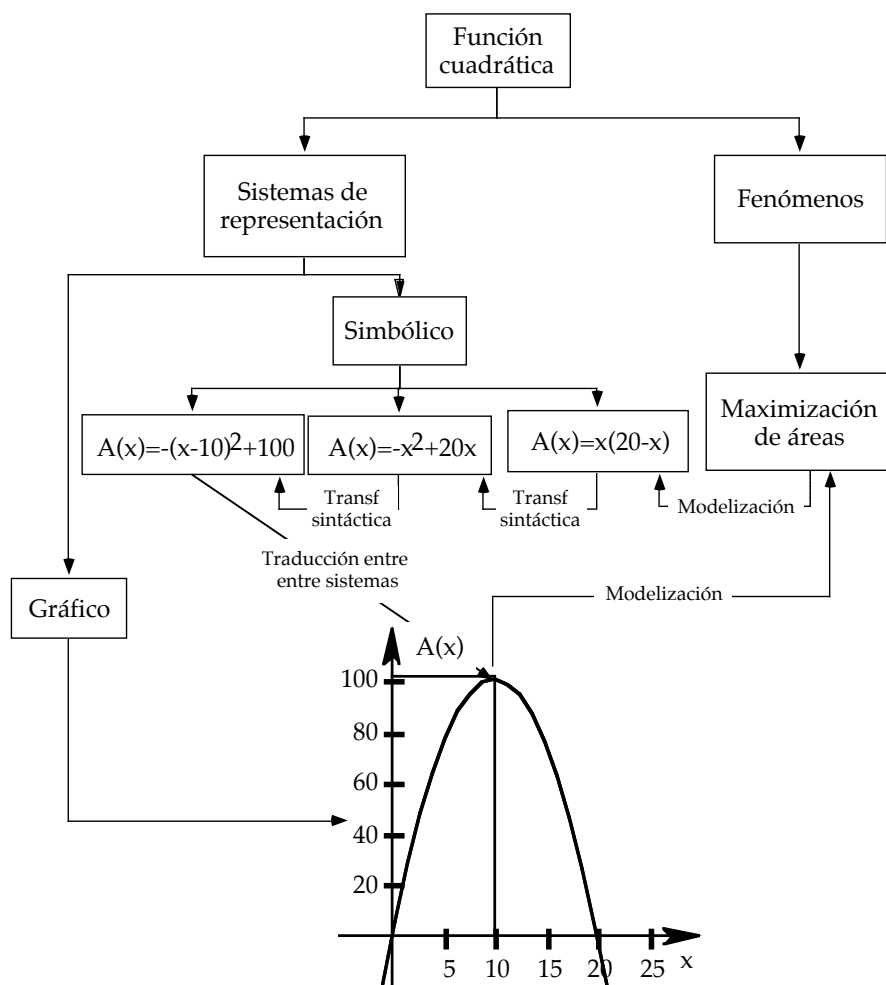 Función
cuadrática
Sistemas de
representación
Fenómenos
Simbólico
Maximización
de áreas
A(x)=-(x-10)2+100
A(x)=-x2+20x
A(x)=x(20-x)
Transf
sintáctica
Transf
sintáctica
Modelización
Traducción entre
entre sistemas
Gráfico
Modelización
A(x)
100
80
60
40
20
5 10 15 20 25 x